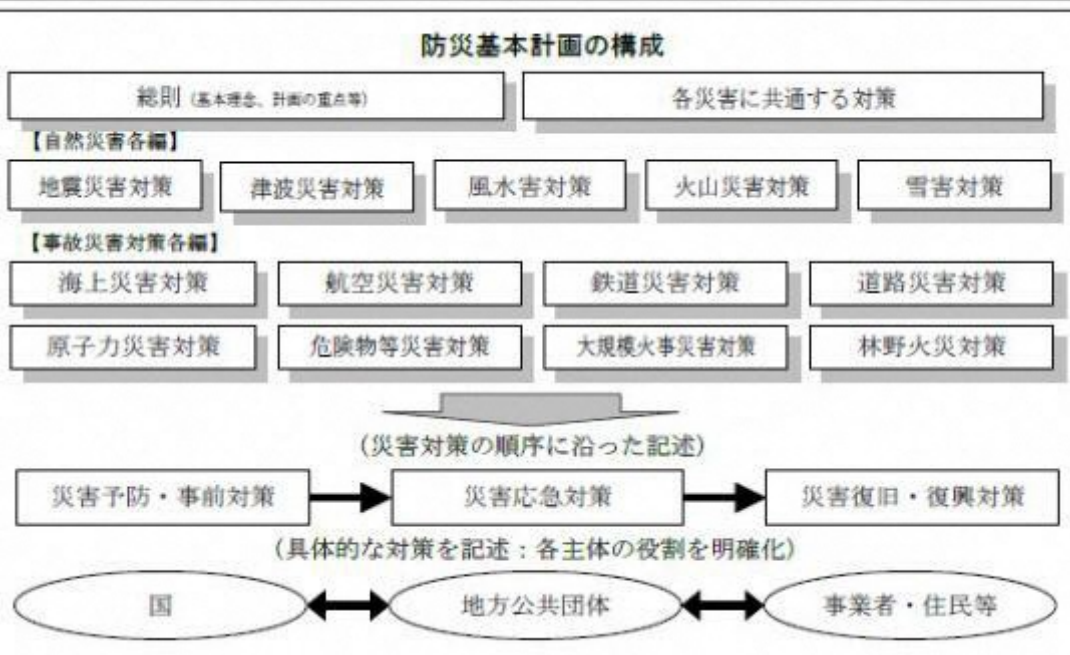 防災基本計画の構成
総則(基本理念、計画の重点等)
各災害に共通する対策
【自然災害各編】
地震災害対策
津波災害対策
風水害対策
火山災害対策
雪害対策
【事故災害対策各編】
海上災害対策
航空災害対策
鉄道災害対策
道路災害対策
原子力災害対策
危険物等災害対策
大規模火事災害対策
林野火災対策
(災害対策の順序に沿った記述)
災害予防・事前対策
災害応急対策
災害復旧・復興対策
(具体的な対策を記述:各主体の役割を明確化)
国
地方公共団体
事業者・住民等